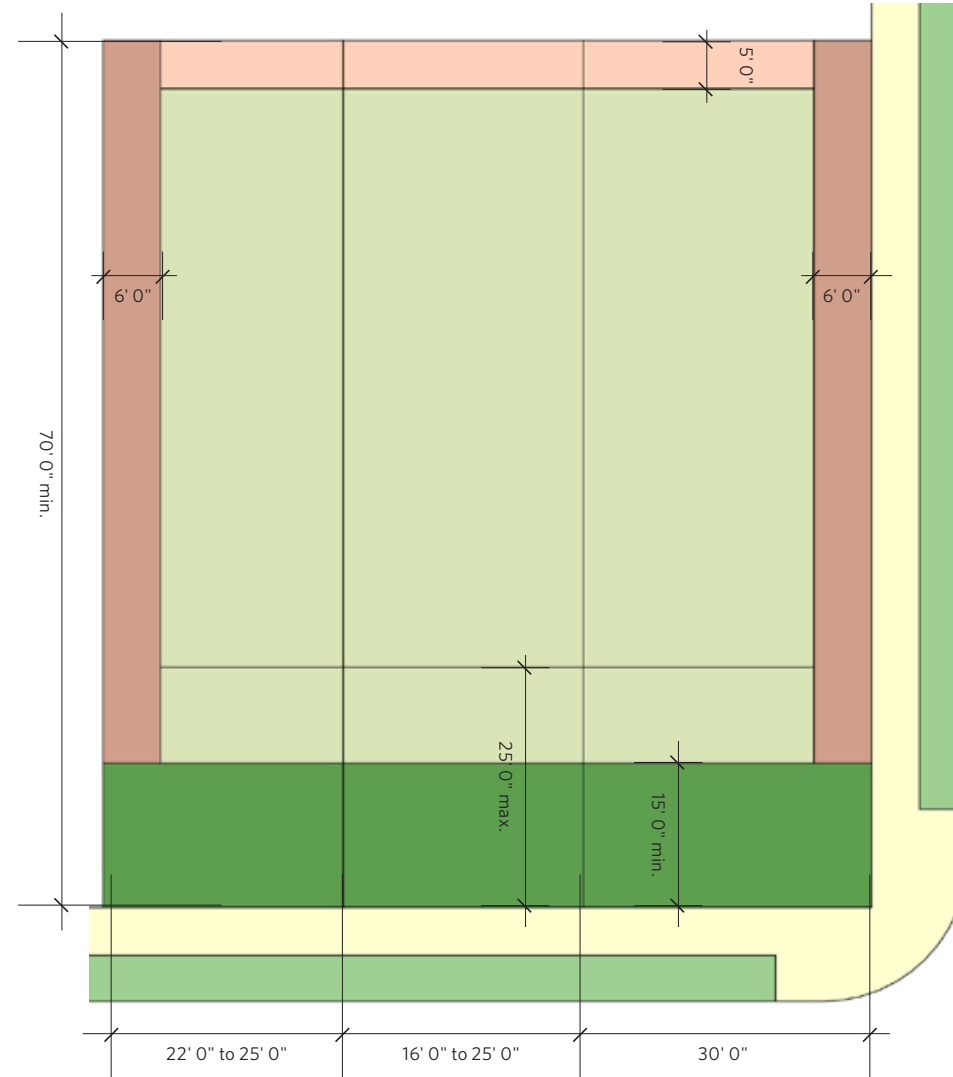 5' 0"
6' 0"
6' 0"
70' 0" min.
25' 0" max.
15' 0" min.
22' 0" to 25' 0"
16' 0" to 25' 0"
30' 0"